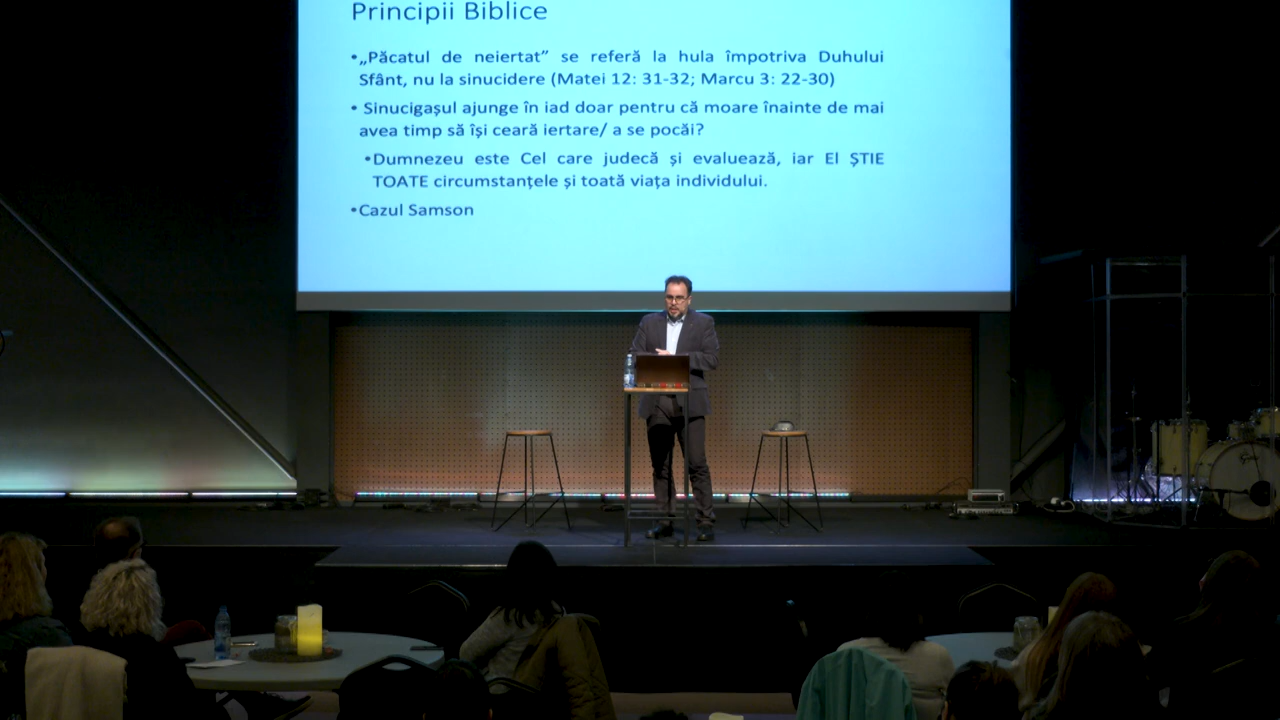 Principii Biblice
•„Păcatul de neiertat” se referă la hula împotriva Duhului
Sfânt, nu la sinucidere (Matei 12: 31-32; Marcu 3: 22-30)
• Sinucigașul ajunge în iad doar pentru că moare înainte de mai
avea timp să își ceară iertare/ a se pocăi?
•Dumnezeu este Cel care judecă și evaluează, iar El ȘTIE
TOATE circumstanțele și toată viața individului.
•Cazul Samson